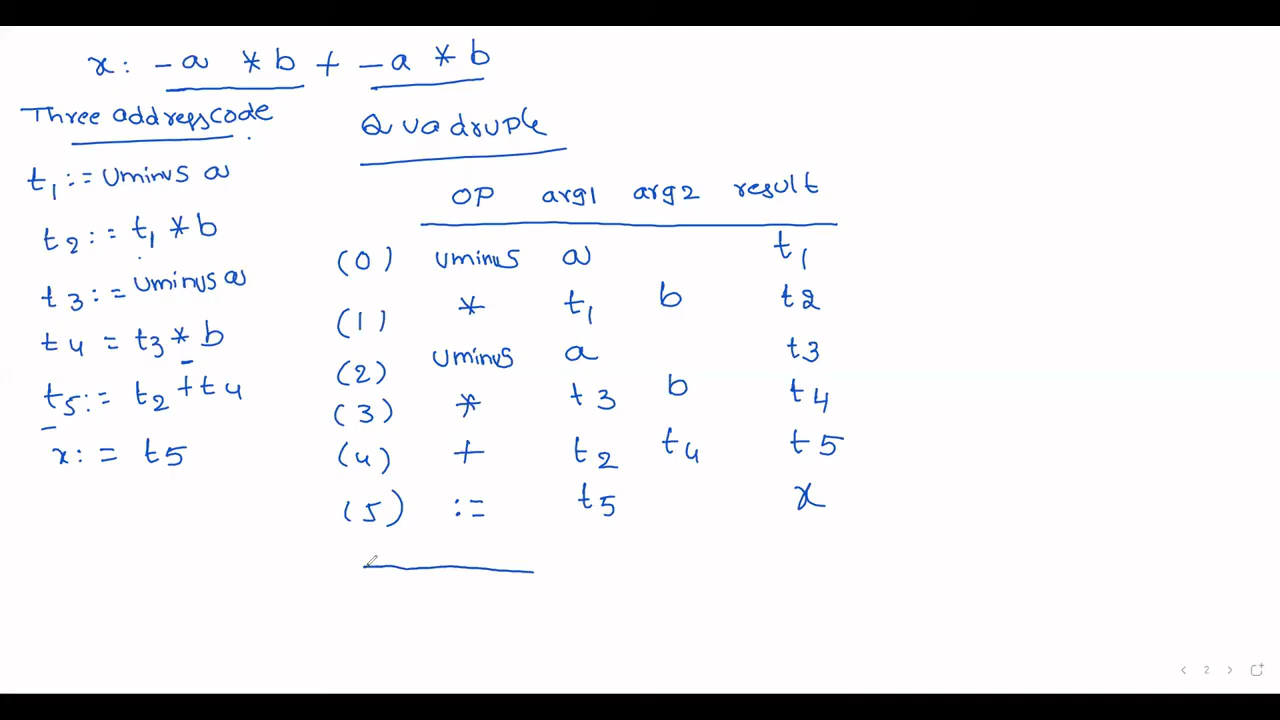 x: -a * b + -a * b
Three address code
t1 := uminus a
t2 := t1 * b
t3 := uminus a
t4 = t3 * b
t5 := t2 + t4
x := t5
Quadruple
OP arg1 arg2 result
(0) uminus a t1
(1) * t1 b t2
(2) uminus a t3
(3) * t3 b t4
(4) + t2 t4 t5
(5) := t5 x
< 2 >